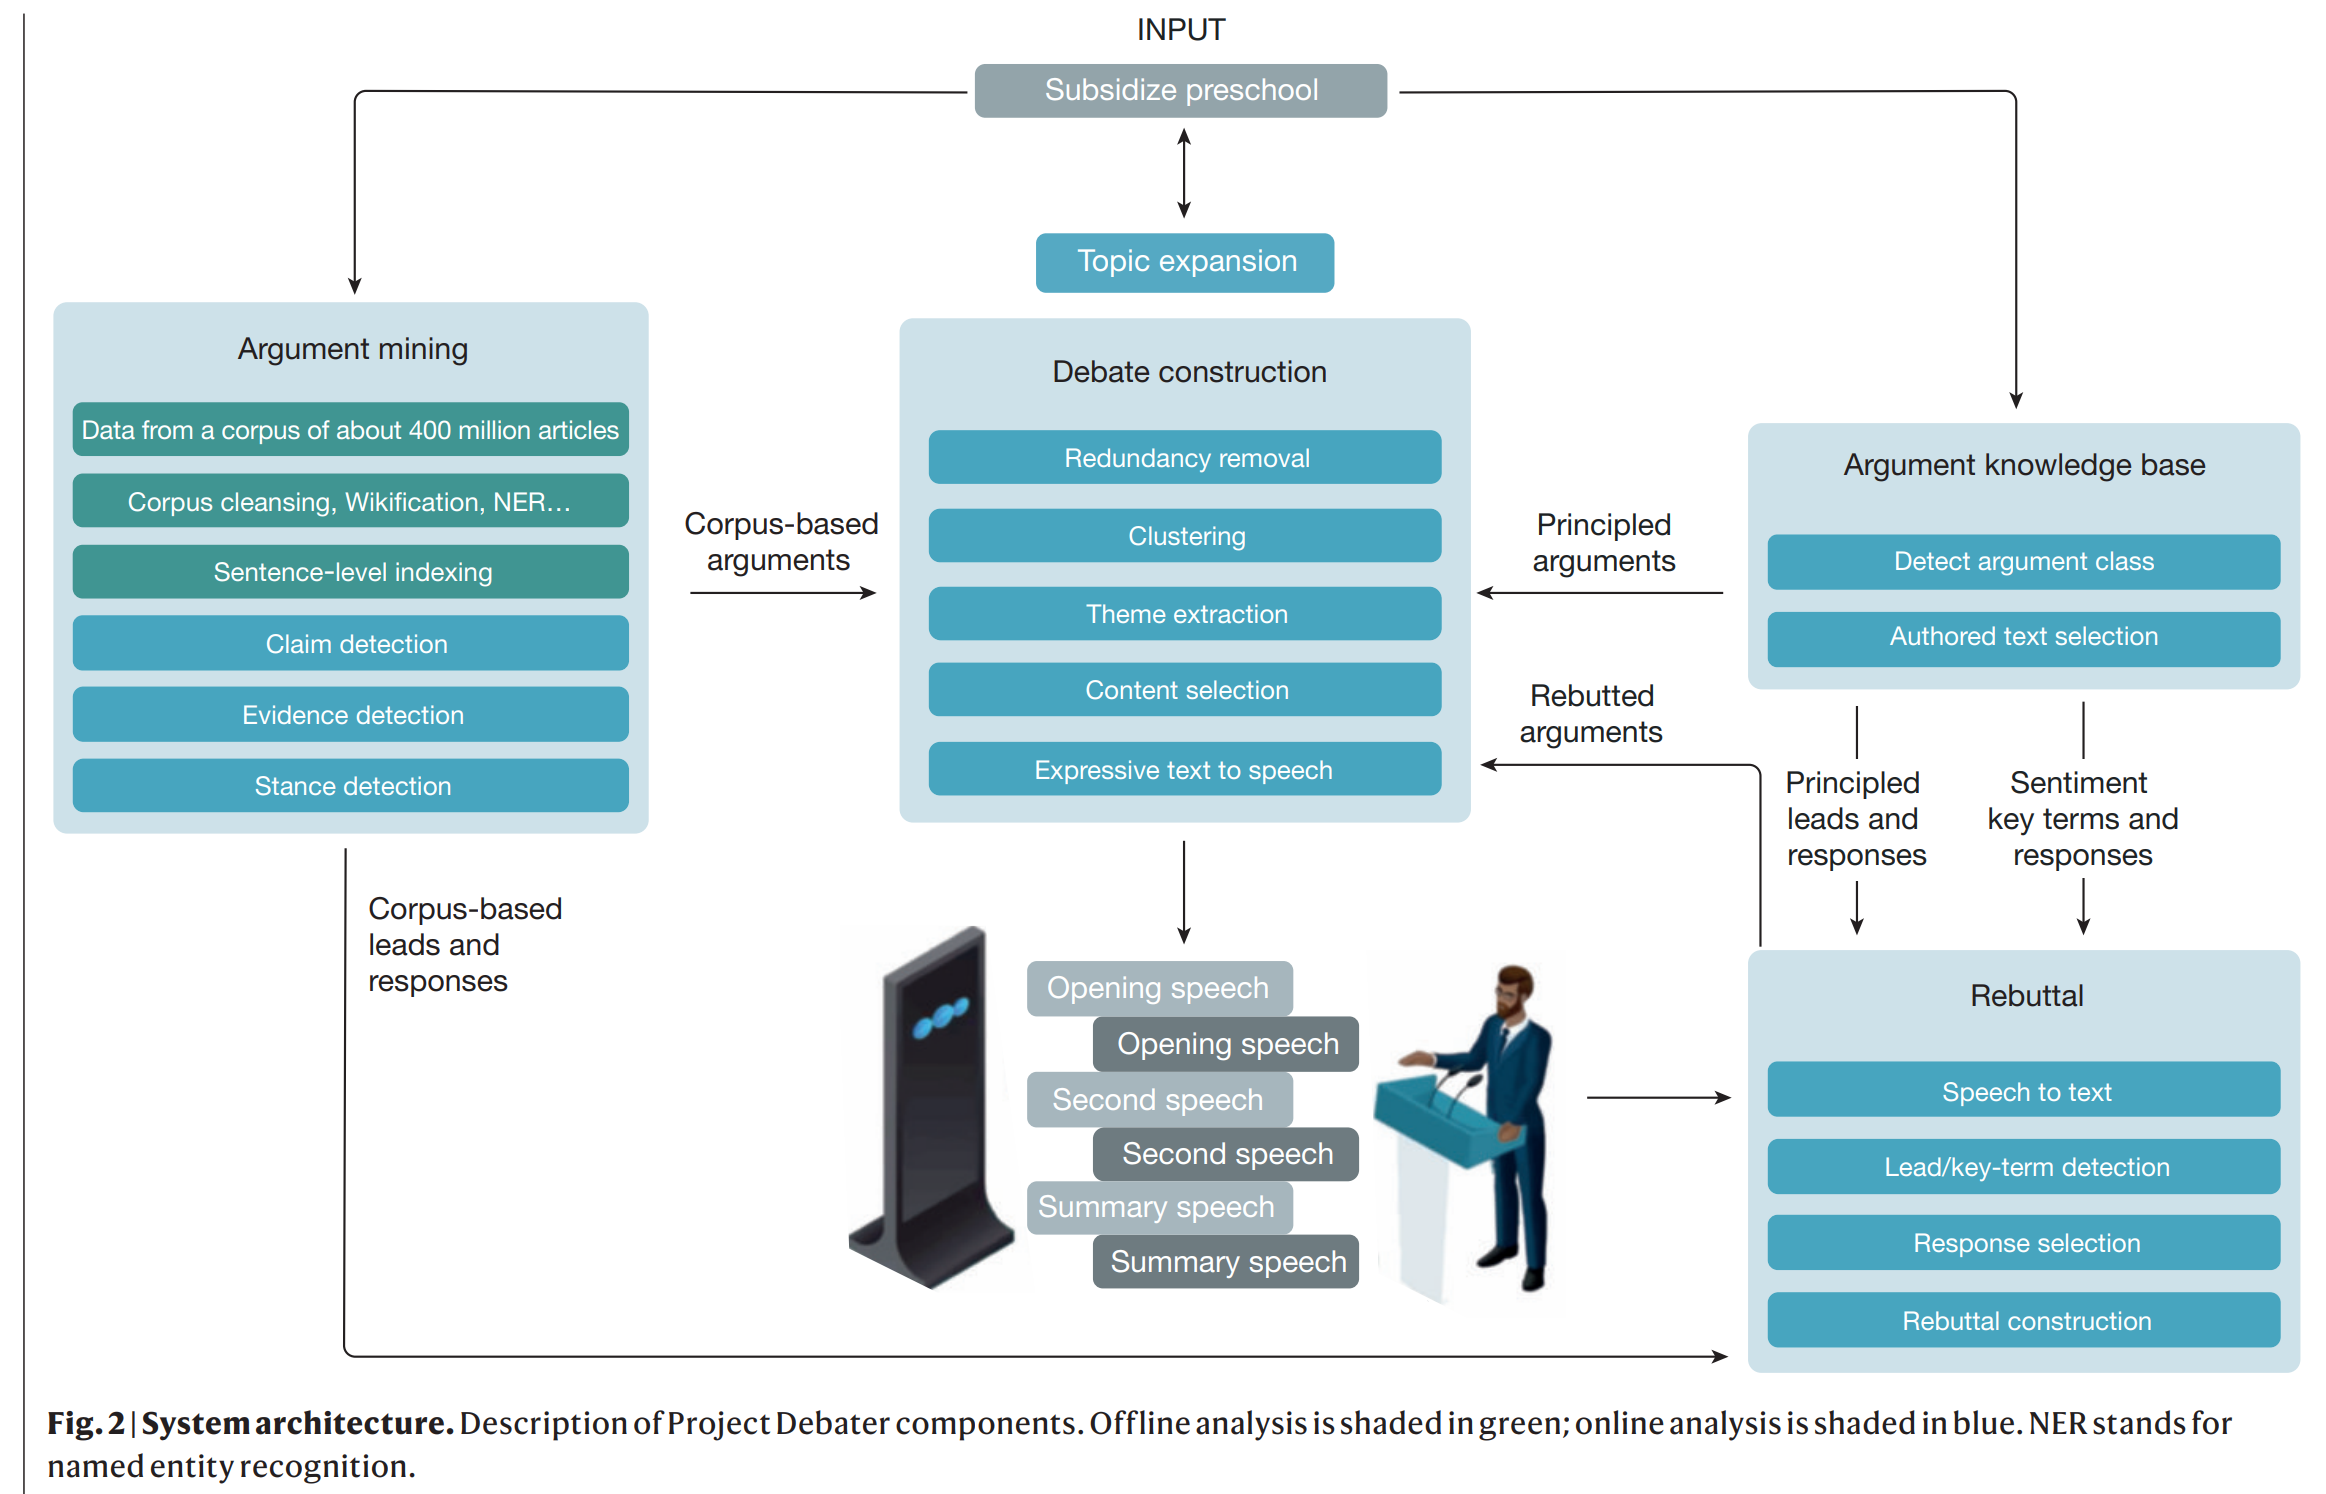 INPUT
Subsidize preschool
Topic expansion
Argument mining
Data from a corpus of about 400 million articles
Corpus cleansing, Wikification, NER…
Sentence-level indexing
Claim detection
Evidence detection
Stance detection
Corpus-based
arguments
Debate construction
Redundancy removal
Clustering
Theme extraction
Content selection
Expressive text to speech
Principled
arguments
Rebutted
arguments
Argument knowledge base
Detect argument class
Authored text selection
Principled
leads and
responses
Sentiment
key terms and
responses
Corpus-based
leads and
responses
Opening speech
Opening speech
Second speech
Second speech
Summary speech
Summary speech
Rebuttal
Speech to text
Lead/key-term detection
Response selection
Rebuttal construction
Fig. 2 | System architecture. Description of Project Debater components. Offline analysis is shaded in green; online analysis is shaded in blue. NER stands for
named entity recognition.